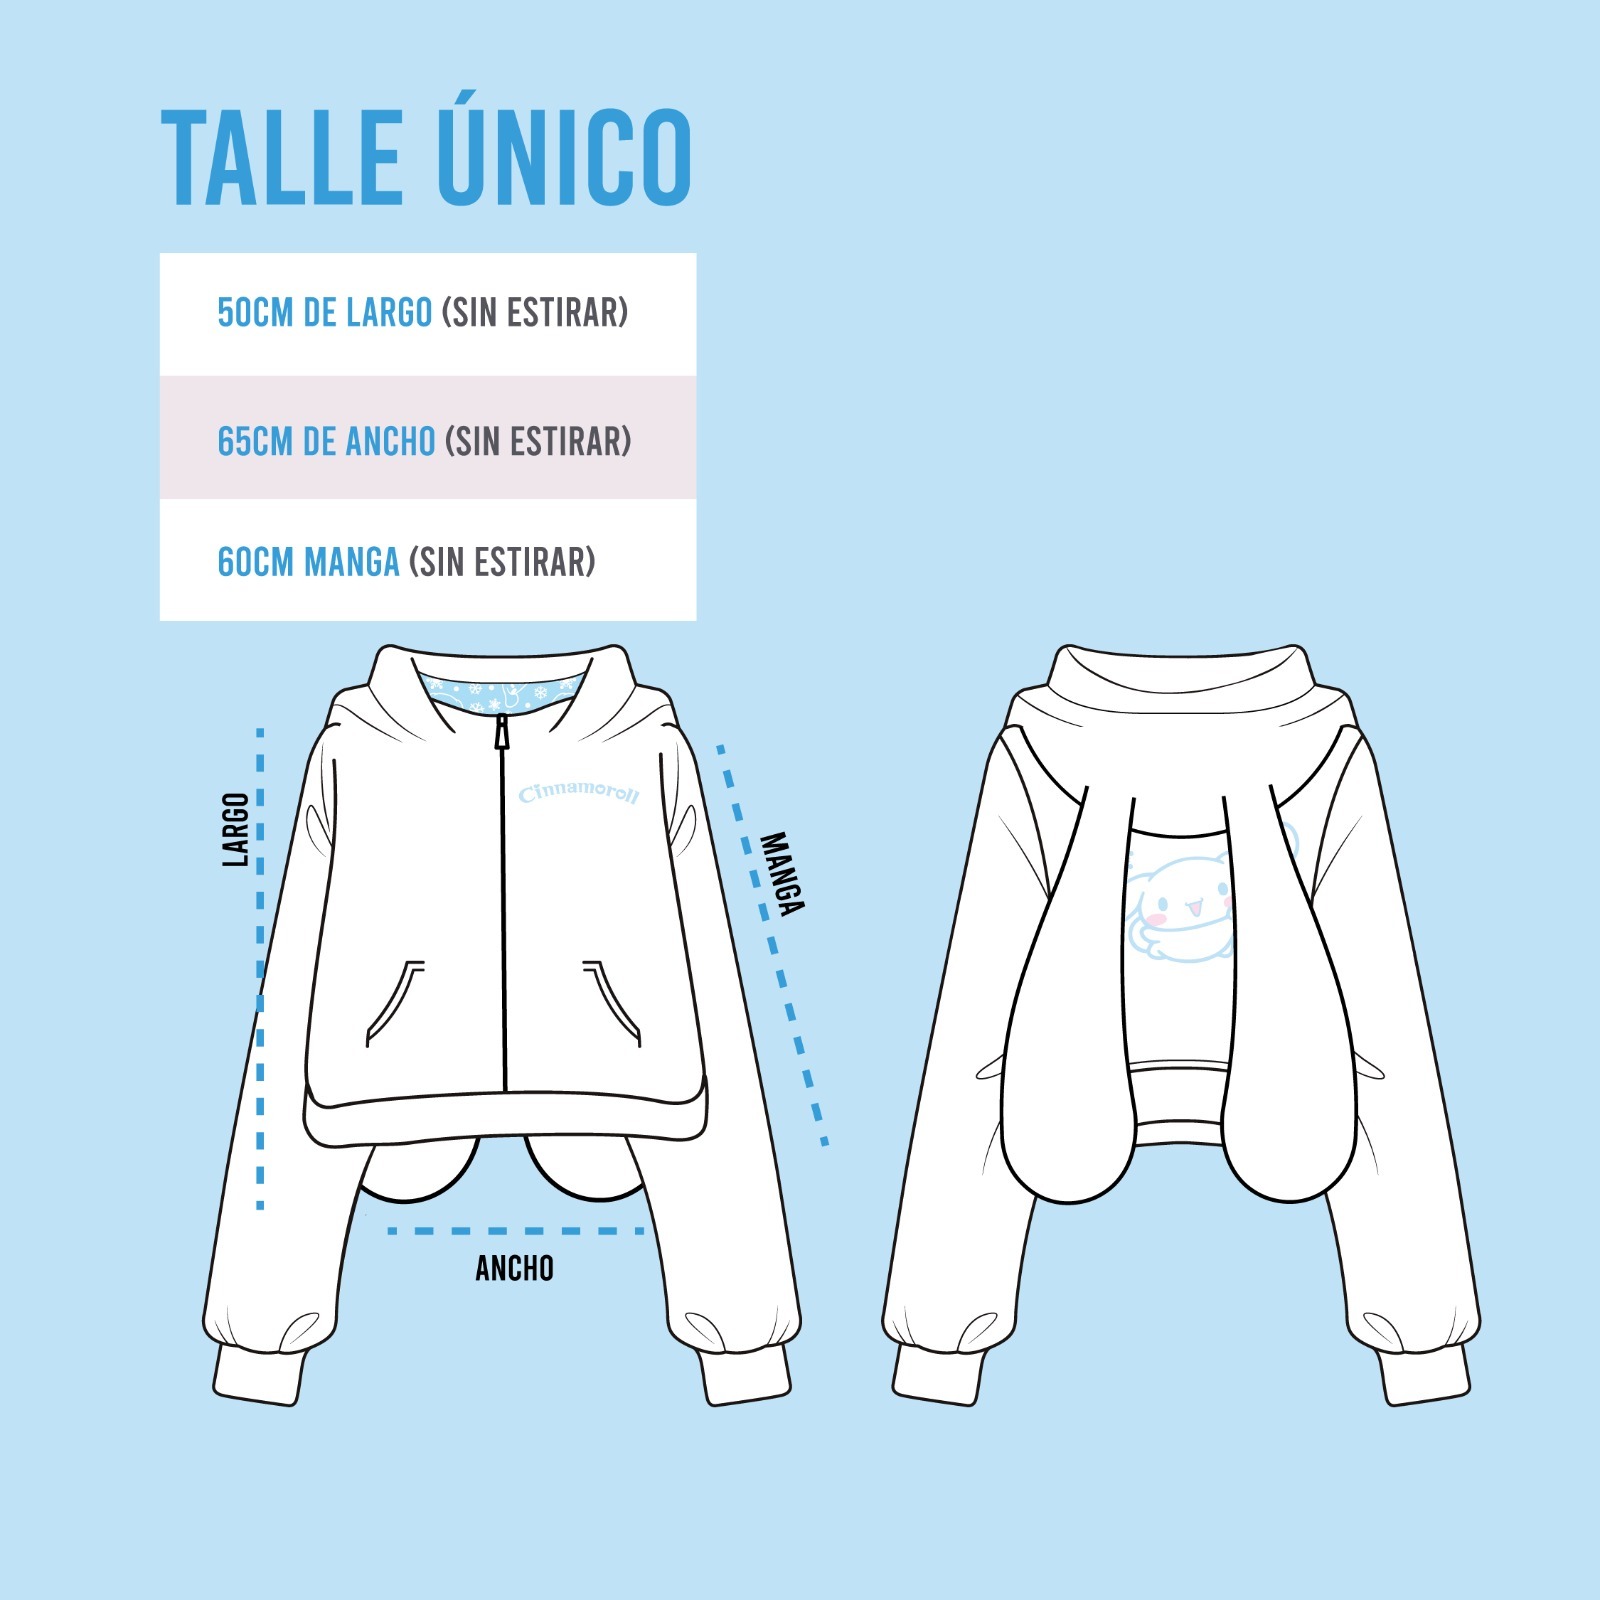 TALLE ÚNICO
50CM DE LARGO (SIN ESTIRAR)
65CM DE ANCHO (SIN ESTIRAR)
60CM MANGA (SIN ESTIRAR)
LARGO
Cinnamoroll
MANGA
ANCHO